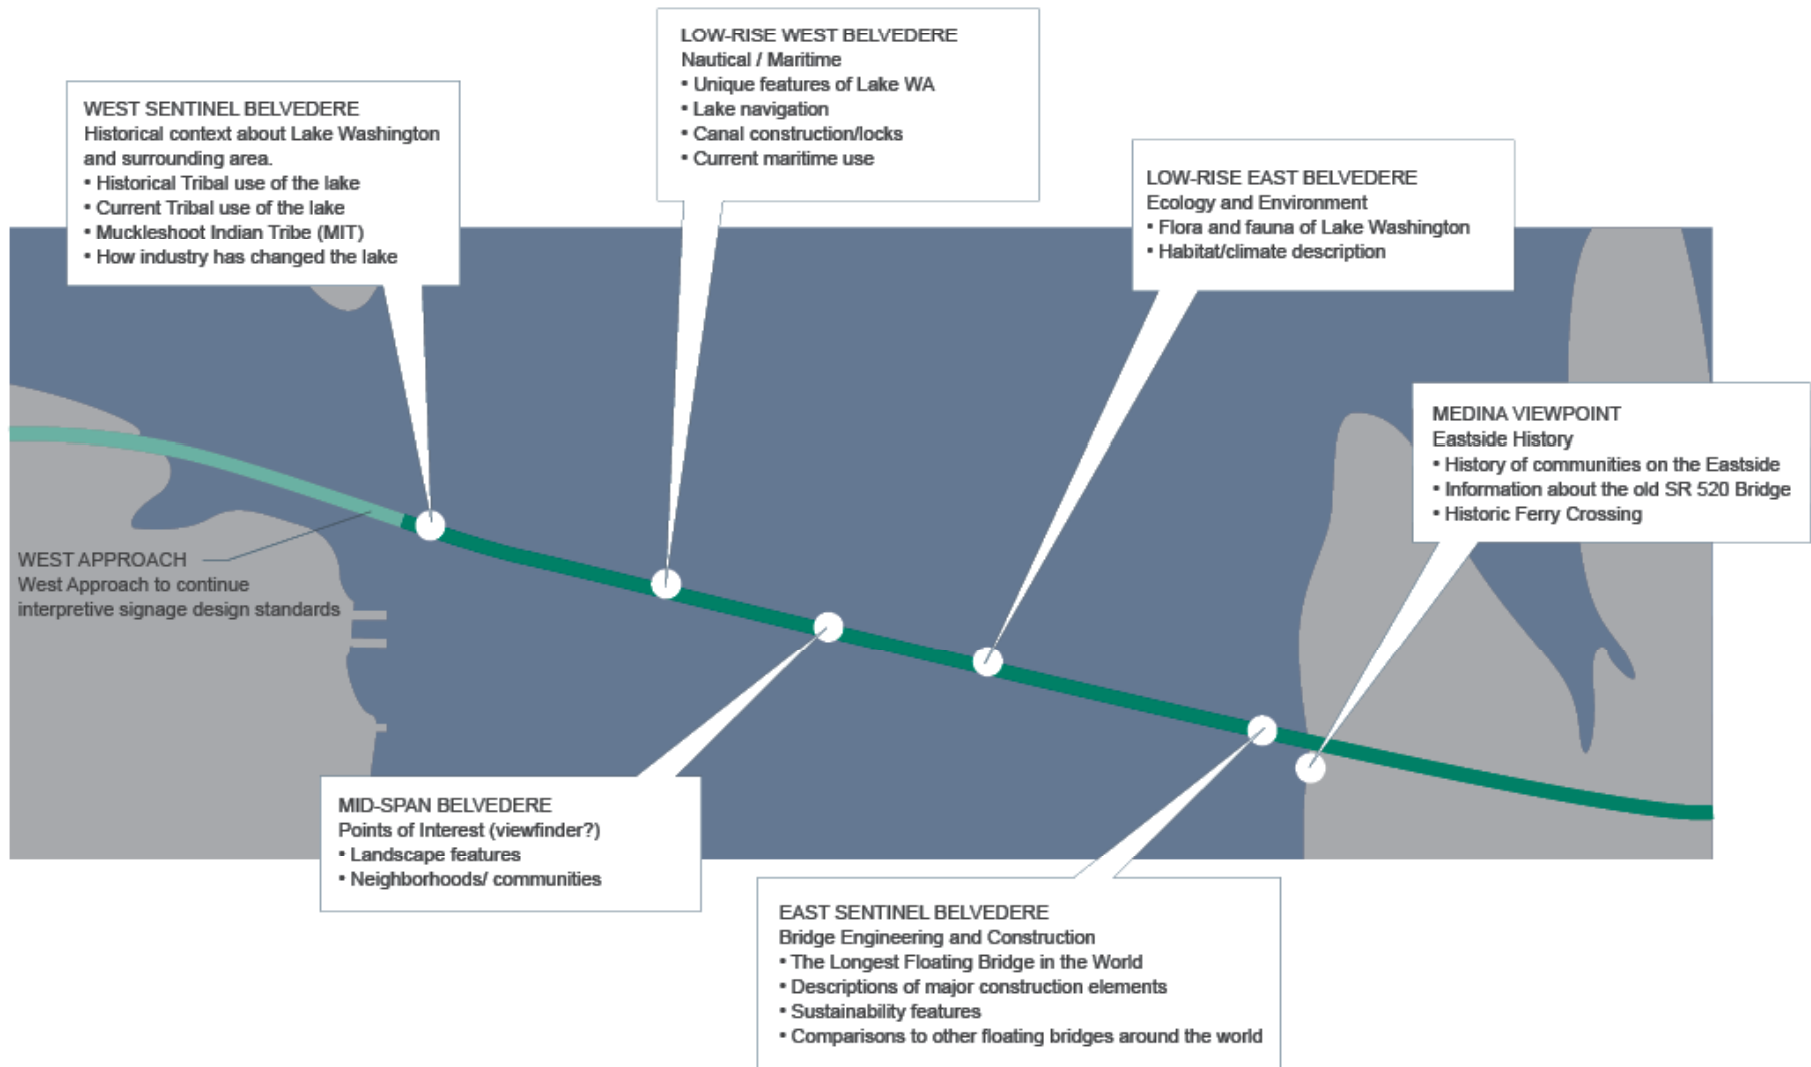 LOW-RISE WEST BELVEDERE
Nautical / Maritime
• Unique features of Lake WA
• Lake navigation
• Canal construction/locks
• Current maritime use
WEST SENTINEL BELVEDERE
Historical context about Lake Washington
and surrounding area.
• Historical Tribal use of the lake
• Current Tribal use of the lake
• Muckleshoot Indian Tribe (MIT)
• How industry has changed the lake
LOW-RISE EAST BELVEDERE
Ecology and Environment
• Flora and fauna of Lake Washington
• Habitat/climate description
MEDINA VIEWPOINT
Eastside History
• History of communities on the Eastside
• Information about the old SR 520 Bridge
• Historic Ferry Crossing
WEST APPROACH
West Approach to continue
interpretive signage design standards
MID-SPAN BELVEDERE
Points of Interest (viewfinder?)
• Landscape features
• Neighborhoods/ communities
EAST SENTINEL BELVEDERE
Bridge Engineering and Construction
• The Longest Floating Bridge in the World
• Descriptions of major construction elements
• Sustainability features
• Comparisons to other floating bridges around the world